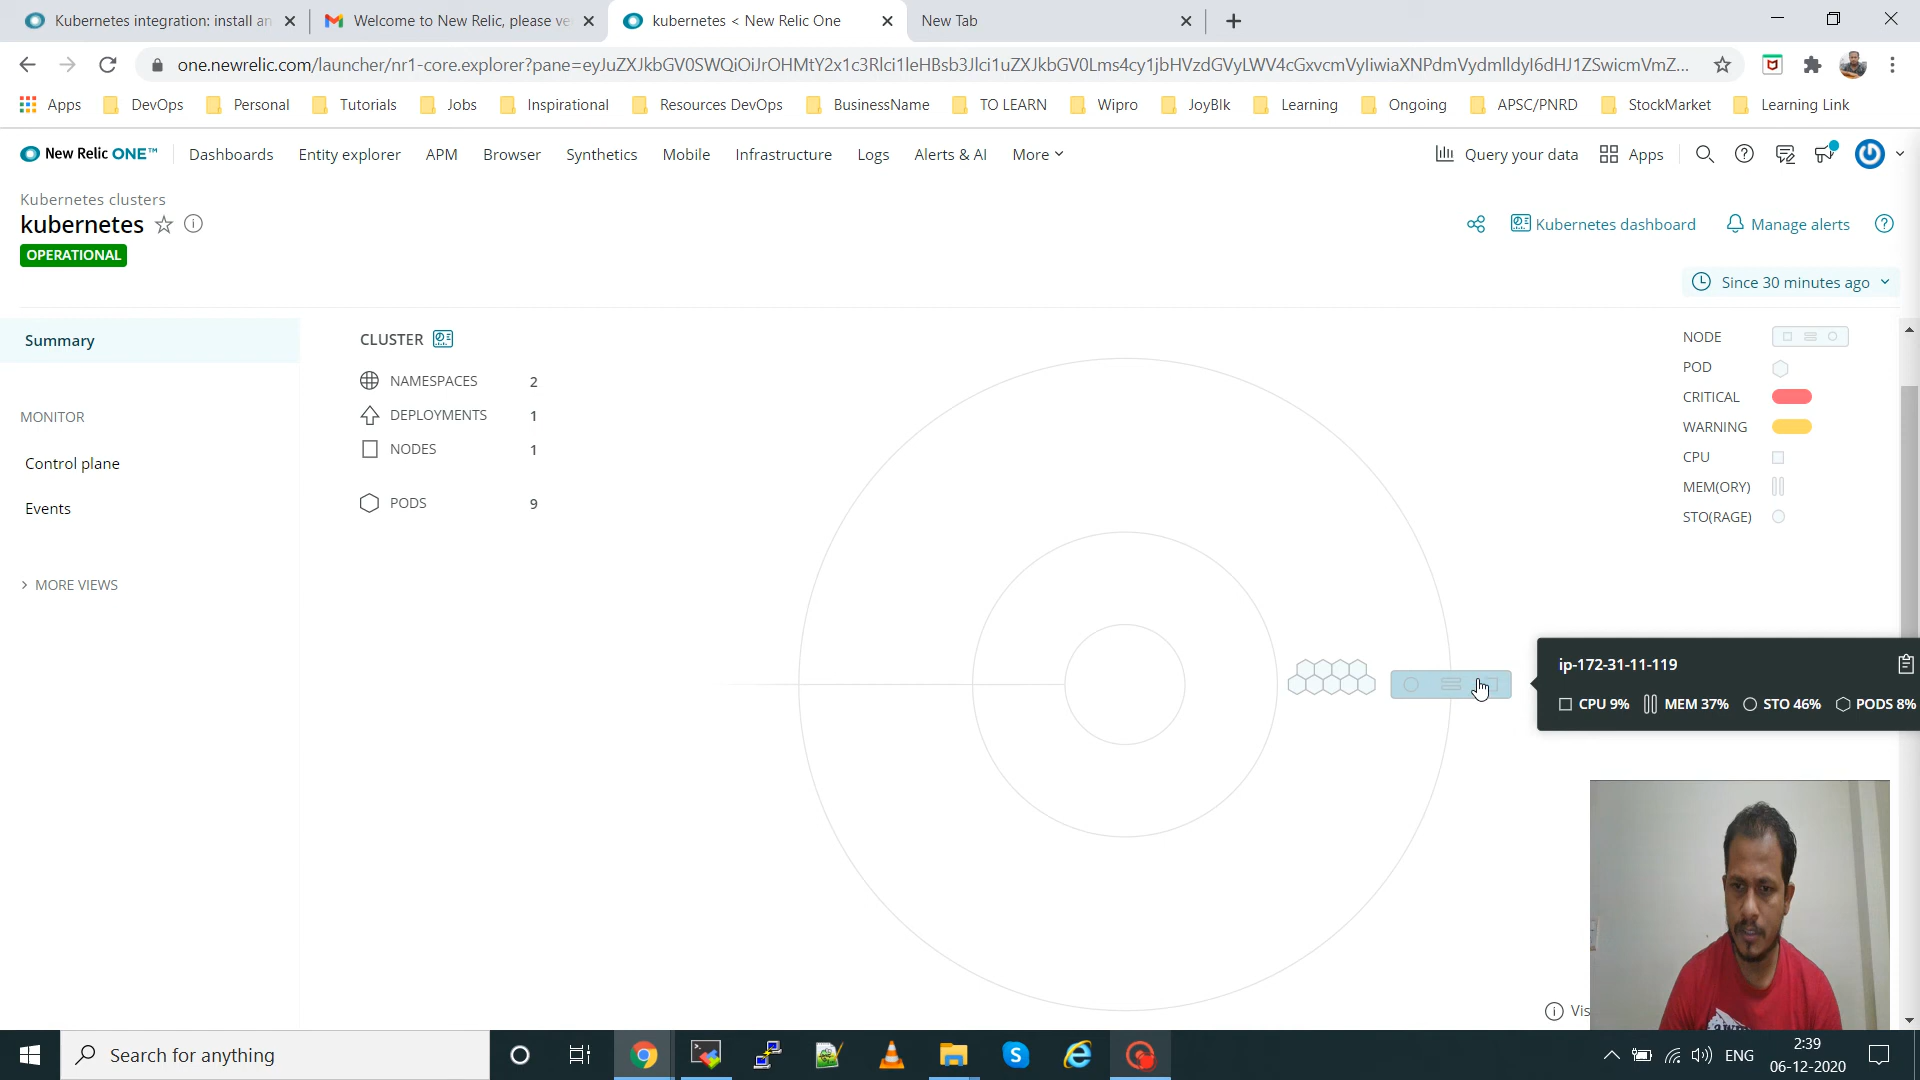 Kubernetes integration: install an
Welcome to New Relic, please ve
kubernetes < New Relic One
New Tab
one.newrelic.com/launcher/nr1-core.explorer?pane=
Apps
DevOps
Personal
Tutorials
Jobs
Inspirational
Resources DevOps
BusinessName
TO LEARN
Wipro
JoyBlk
Learning
Ongoing
APSC/PNRD
StockMarket
Learning Link
New Relic ONE™
Dashboards
Entity explorer
APM
Browser
Synthetics
Mobile
Infrastructure
Logs
Alerts & AI
More
Query your data
Apps
Kubernetes clusters
kubernetes
OPERATIONAL
Kubernetes dashboard
Manage alerts
Since 30 minutes ago
Summary
MONITOR
Control plane
Events
> MORE VIEWS
CLUSTER
NAMESPACES 2
DEPLOYMENTS 1
NODES 1
PODS 9
NODE
POD
CRITICAL
WARNING
CPU
MEM(ORY)
STO(RAGE)
ip-172-31-11-119
CPU 9% MEM 37% STO 46% PODS 8%
Vis
Search for anything
ENG
2:39
06-12-2020